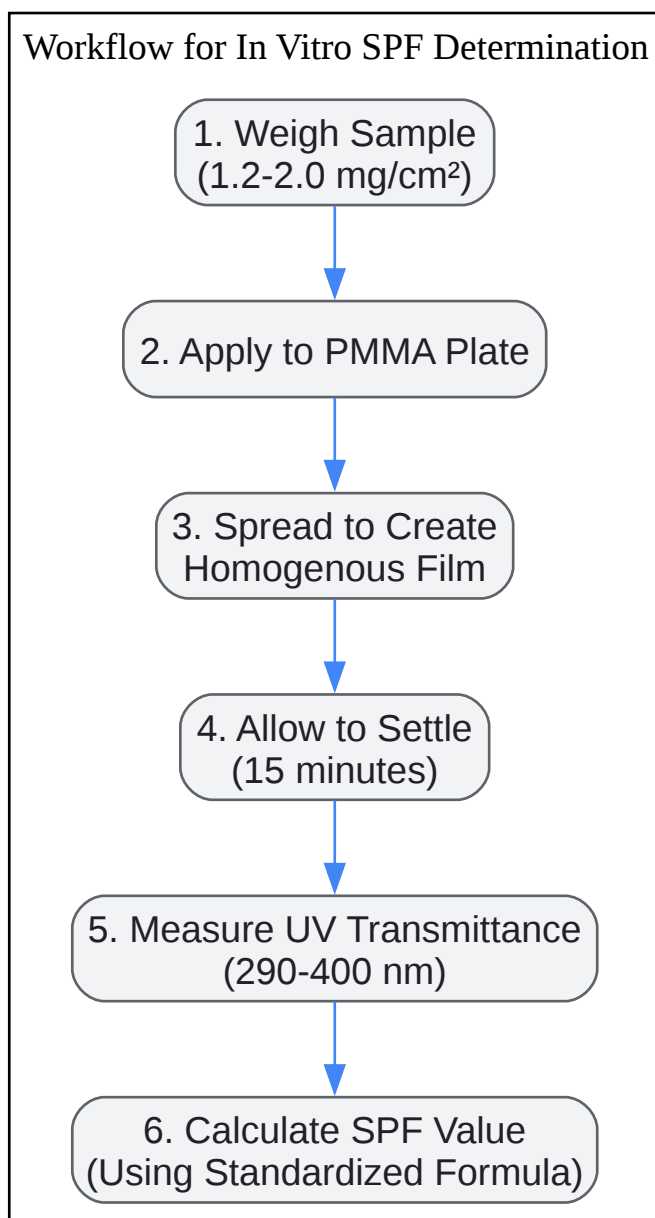 Workflow for In Vitro SPF Determination
1. Weigh Sample
(1.2-2.0 mg/cm²)
2. Apply to PMMA Plate
3. Spread to Create
Homogenous Film
4. Allow to Settle
(15 minutes)
5. Measure UV Transmittance
(290-400 nm)
6. Calculate SPF Value
(Using Standardized Formula)